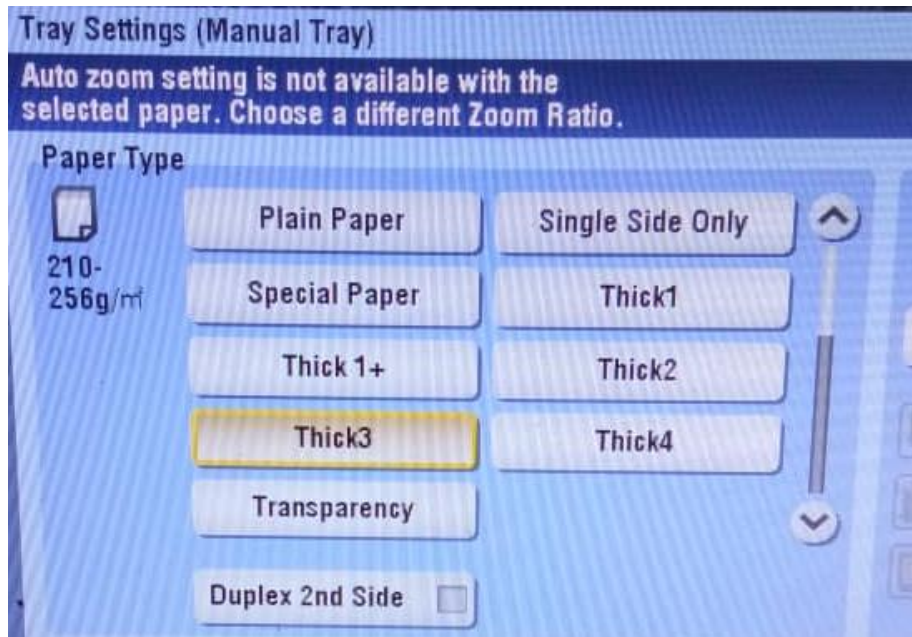 Tray Settings (Manual Tray)
Auto zoom setting is not available with the
selected paper. Choose a different Zoom Ratio.
Paper Type
210-
256g/㎡
Plain Paper
Single Side Only
Special Paper
Thick1
Thick 1+
Thick2
Thick3
Thick4
Transparency
Duplex 2nd Side